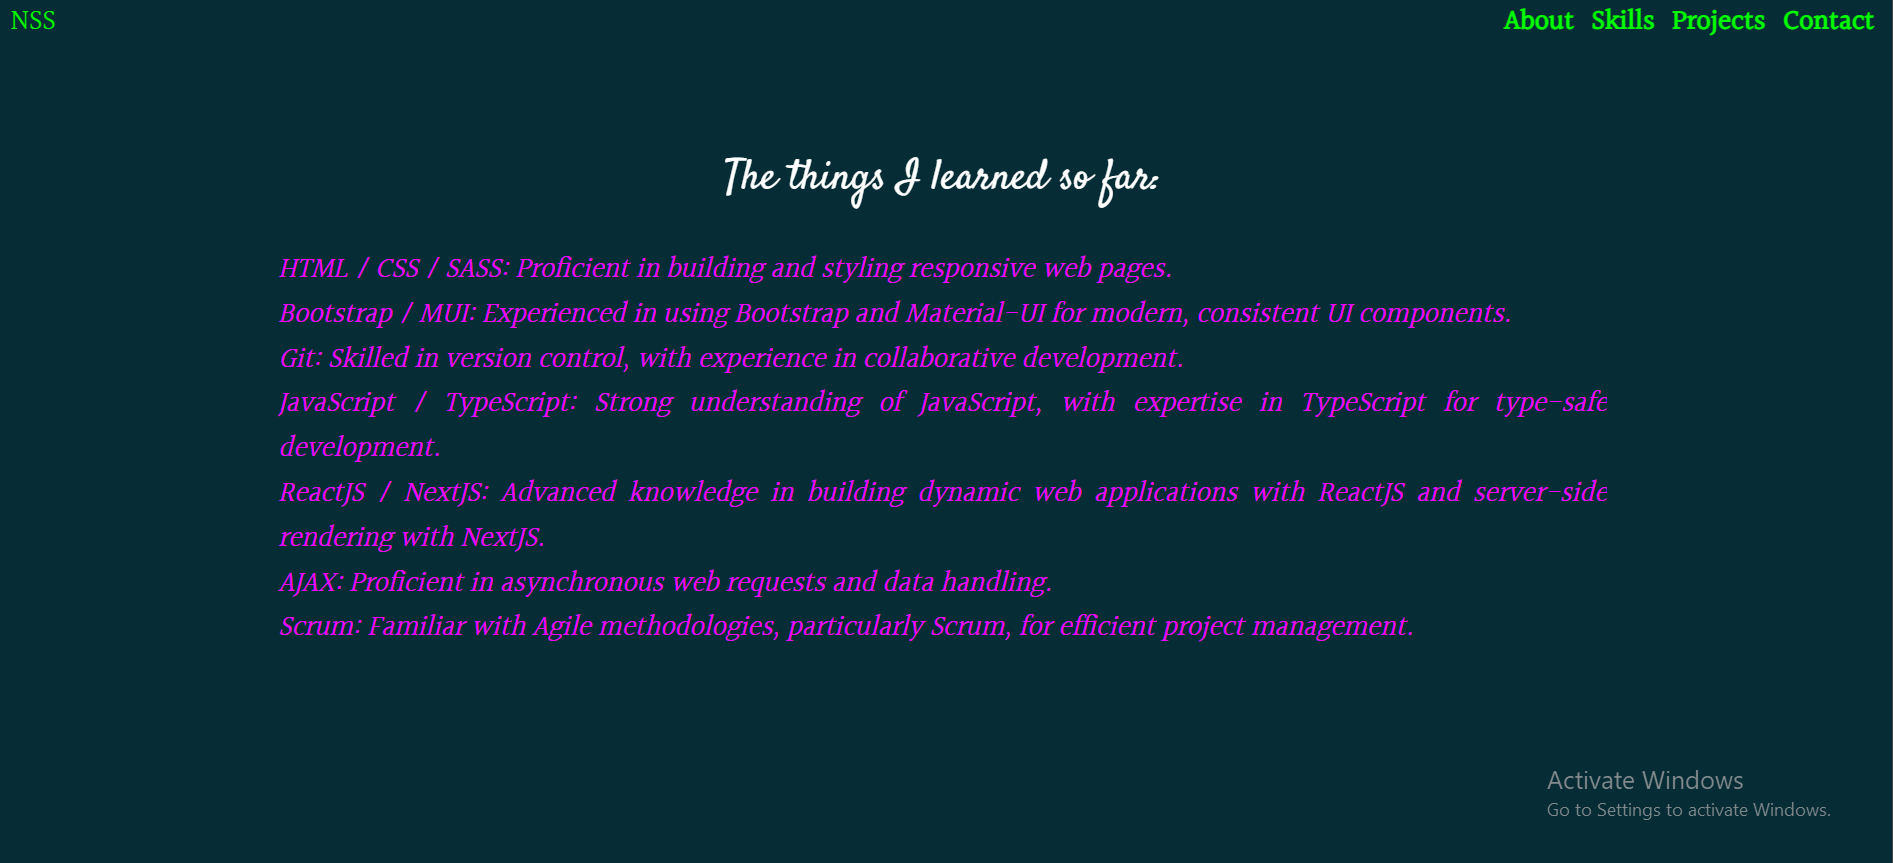 NSS
About Skills Projects Contact
The things I learned so far:
HTML / CSS / SASS: Proficient in building and styling responsive web pages.
Bootstrap / MUI: Experienced in using Bootstrap and Material-UI for modern, consistent UI components.
Git: Skilled in version control, with experience in collaborative development.
JavaScript / TypeScript: Strong understanding of JavaScript, with expertise in TypeScript for type-safe
development.
ReactJS / NextJS: Advanced knowledge in building dynamic web applications with ReactJS and server-side
rendering with NextJS.
AJAX: Proficient in asynchronous web requests and data handling.
Scrum: Familiar with Agile methodologies, particularly Scrum, for efficient project management.
Activate Windows
Go to Settings to activate Windows.